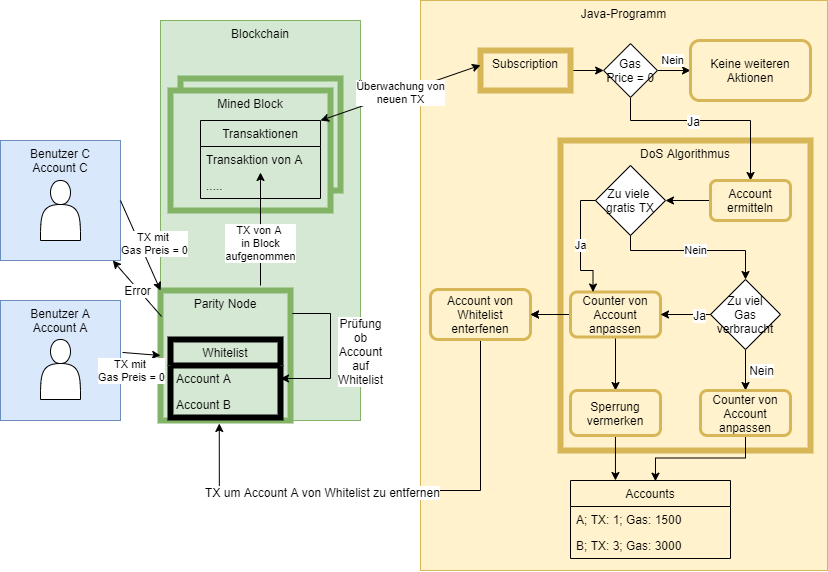 Java-Programm
Blockchain
Subscription
Gas
Price = 0
Nein
Keine weiteren
Aktionen
Überwachung von
neuen TX
Mined Block
Transaktionen
Transaktion von A
.....
Ja
DoS Algorithmus
Benutzer C
Account C
Zu viele
gratis TX
Account
ermitteln
TX mit
Gas Preis = 0
TX von A
in Block
aufgenommen
Ja
Nein
Error
Parity Node
Account von
Whitelist
enterfenen
Counter von
Account
anpassen
Ja
Zu viel
Gas
verbraucht
Benutzer A
Account A
Prüfung
ob
Account
auf
Whitelist
Whitelist
TX mit
Gas Preis = 0
Account A
Account B
Nein
Sperrung
vermerken
Counter von
Account
anpassen
TX um Account A von Whitelist zu entfernen
Accounts
A; TX: 1; Gas: 1500
B; TX: 3; Gas: 3000